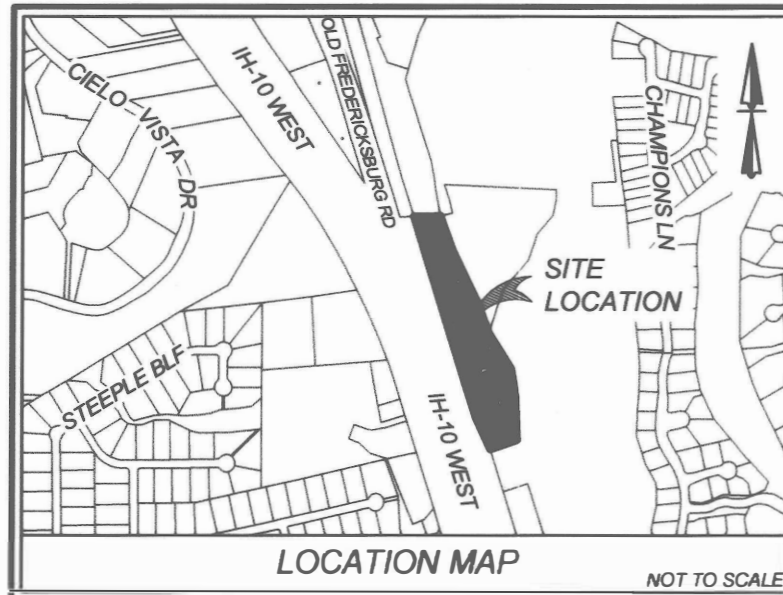 IH-10 WEST
OLD FREDERICKSBURG RD
CIELO VISTA DR
CHAMPIONS LN
SITE
LOCATION
STEEPLE BLF
IH-10 WEST
LOCATION MAP
NOT TO SCALE